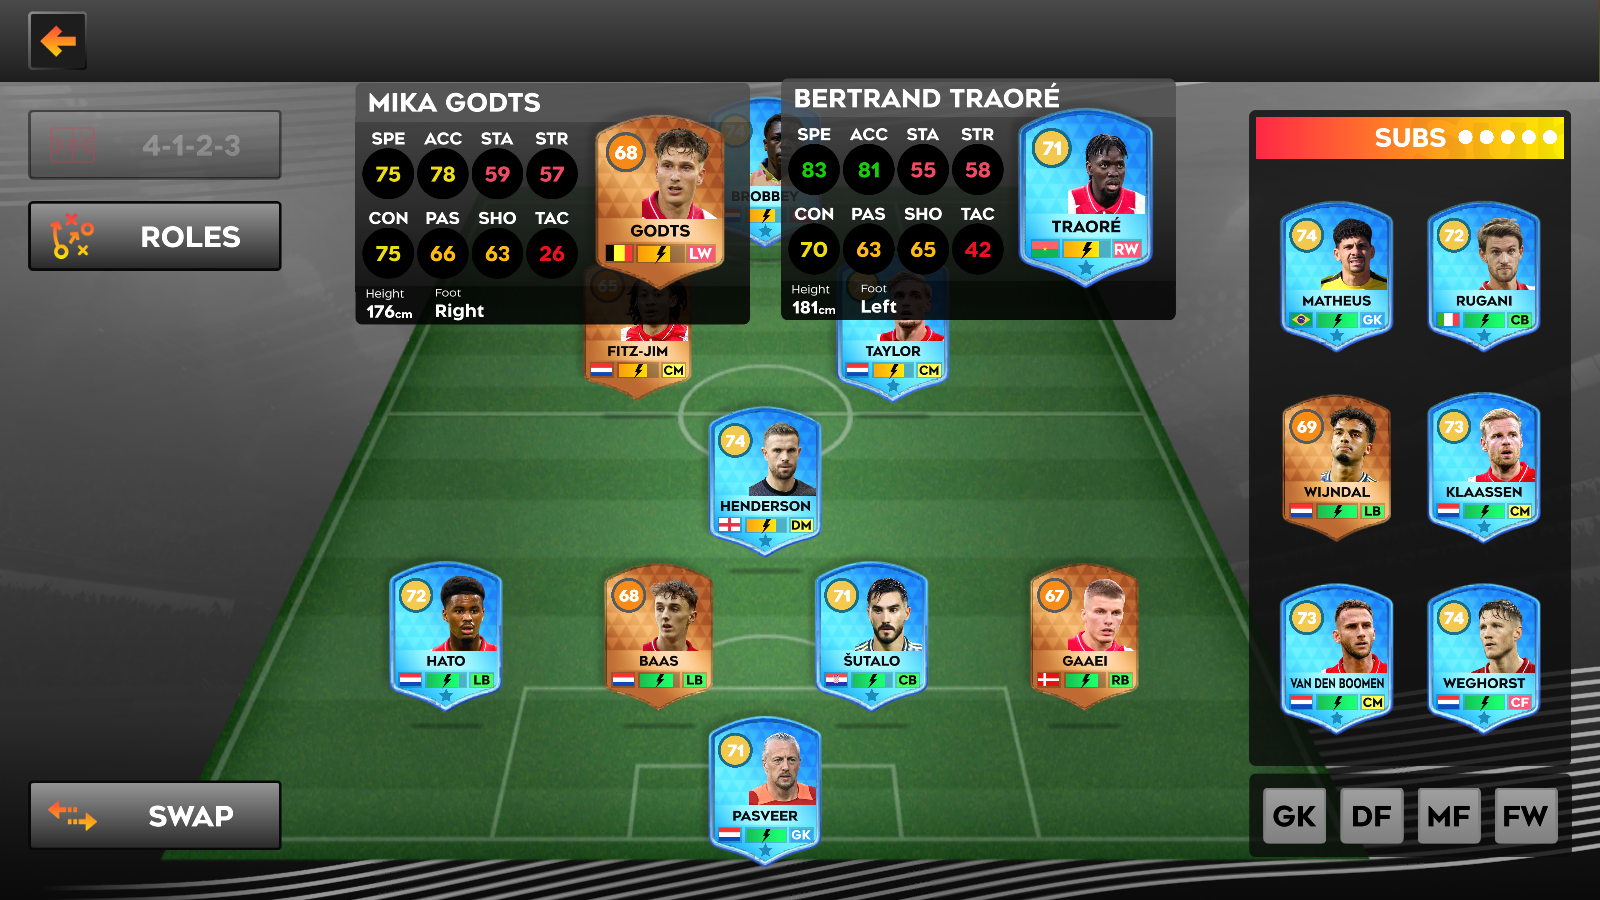 4-1-2-3
ROLES
SWAP
MIKA GODTS
SPE ACC STA STR
75 78 59 57
CON PAS SHO TAC
75 66 63 26
Height Foot
176cm Right
68
GODTS
LW
BERTRAND TRAORÉ
SPE ACC STA STR
83 81 55 58
CON PAS SHO TAC
70 63 65 42
Height Foot
181cm Left
71
TRAORÉ
RW
74
BROBBEY
65
FITZ-JIM
CM
TAYLOR
CM
74
HENDERSON
DM
72
HATO
LB
68
BAAS
LB
71
ŠUTALO
CB
67
GAAEI
RB
71
PASVEER
GK
SUBS
74
MATHEUS
GK
72
RUGANI
CB
69
WIJNDAL
LB
73
KLAASSEN
CM
73
VAN DEN BOOMEN
CM
74
WEGHORST
CF
GK DF MF FW